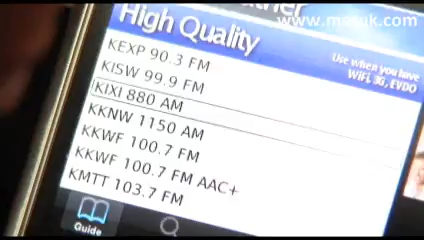 www.matuk.com
High Quality
Use when you have
WiFi, 3G, EVDO
KEXP 90.3 FM
KISW 99.9 FM
KIXI 880 AM
KKNW 1150 AM
KKWF 100.7 FM
KKWF 100.7 FM AAC+
KMTT 103.7 FM
Guide